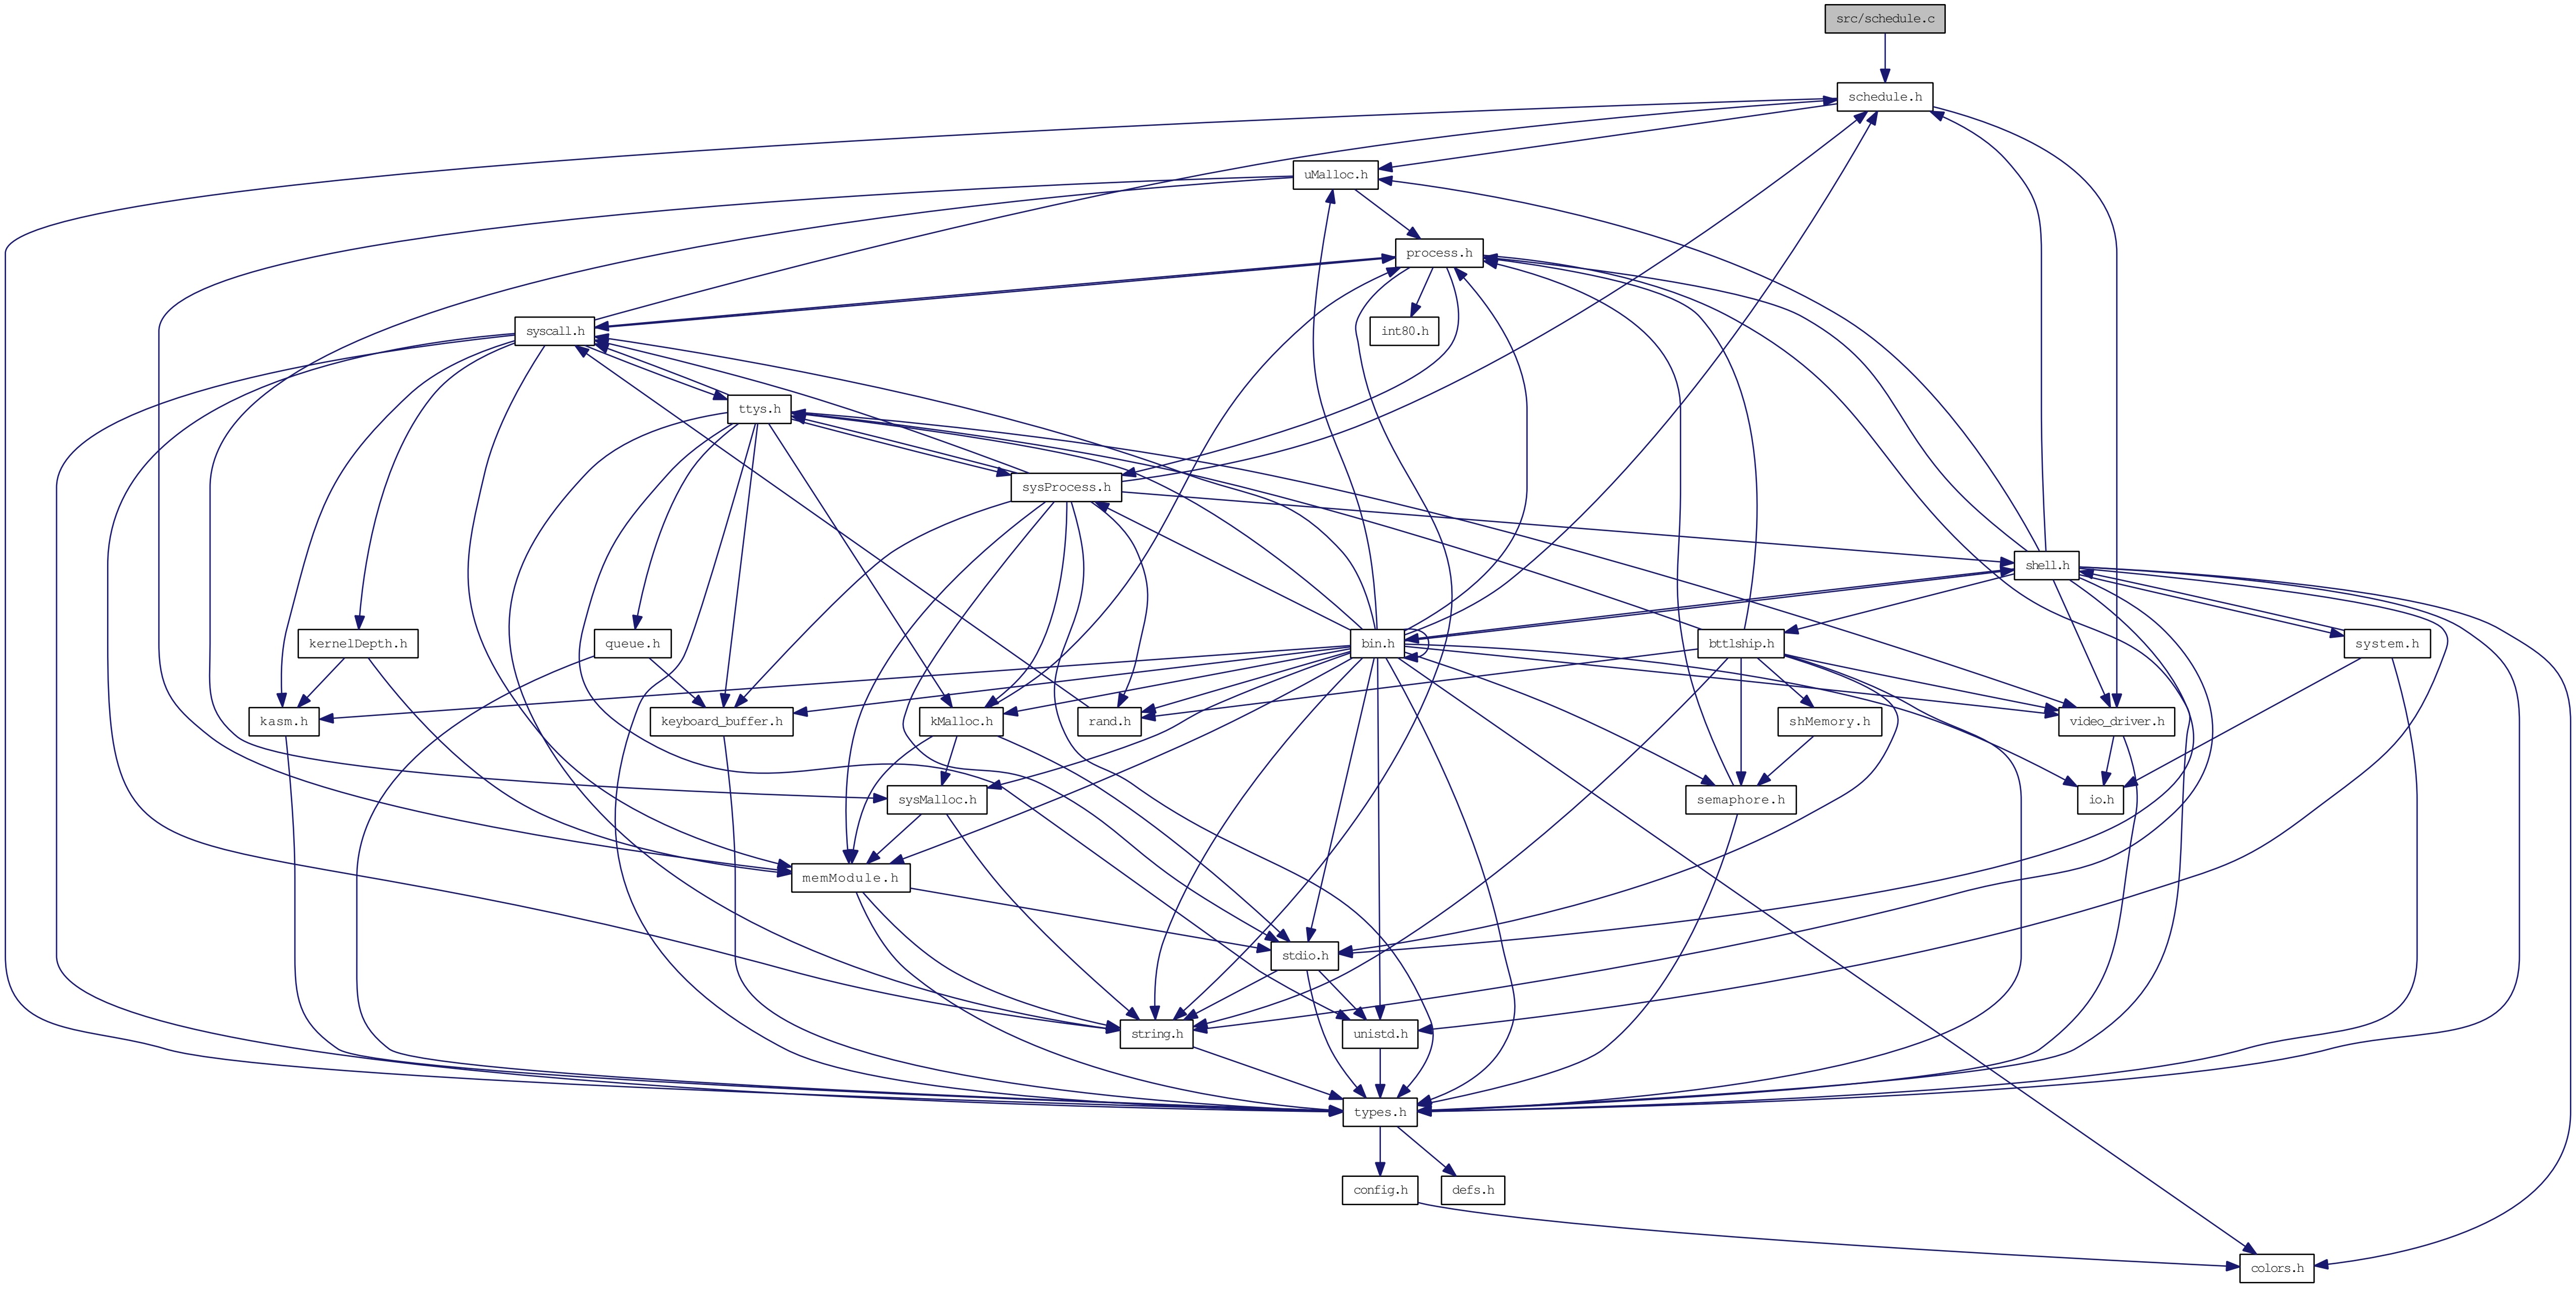 src/schedule.c
schedule.h
uMalloc.h
process.h
syscall.h
int80.h
ttys.h
sysProcess.h
shell.h
kernelDepth.h
queue.h
bin.h
bttlship.h
system.h
kasm.h
keyboard_buffer.h
kMalloc.h
rand.h
shMemory.h
video_driver.h
sysMalloc.h
semaphore.h
io.h
memModule.h
stdio.h
string.h
unistd.h
types.h
config.h
defs.h
colors.h